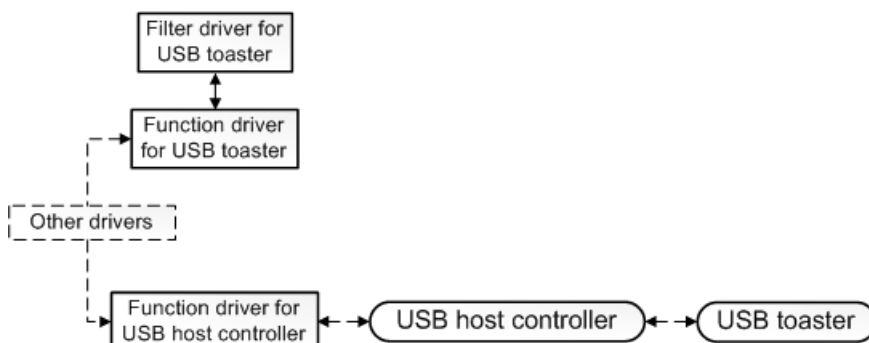 Filter driver for
USB toaster
Function driver
for USB toaster
Other drivers
Function driver for
USB host controller
USB host controller
USB toaster